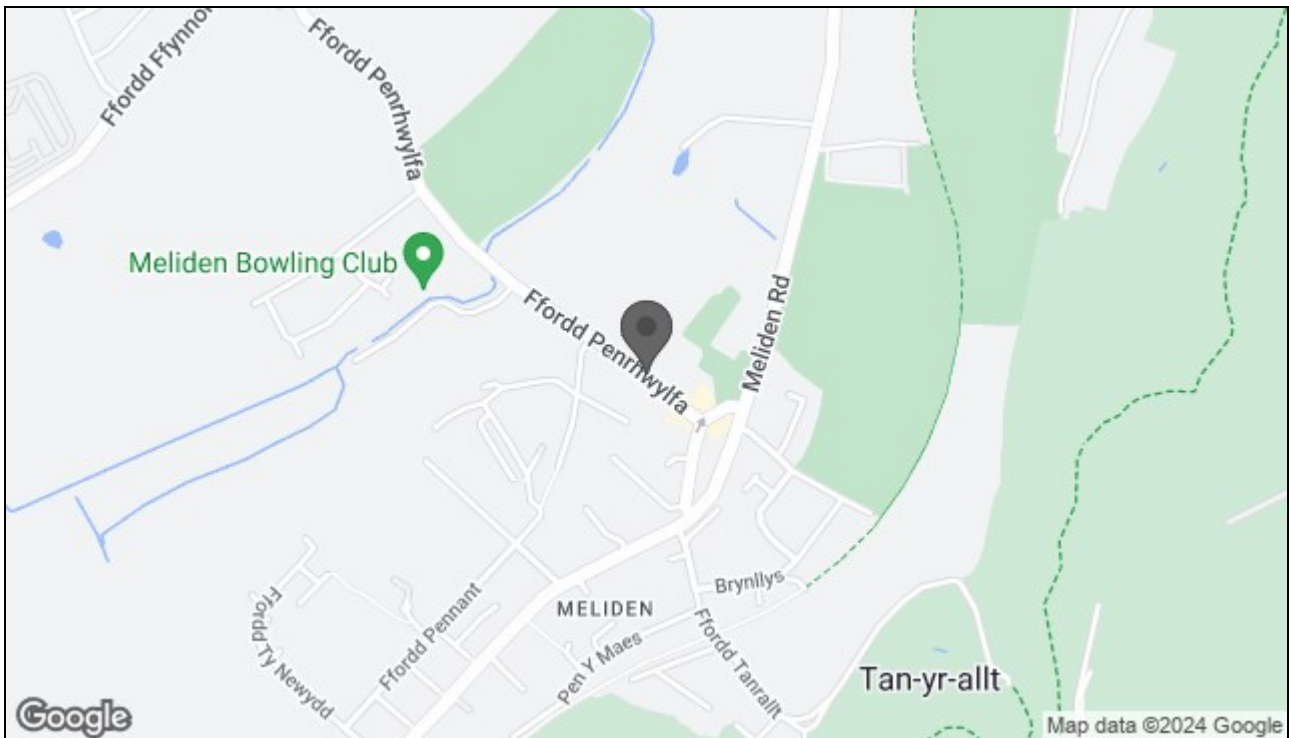 Ffordd Ffynnon
Ffordd Penrhwylfa
Meliden Bowling Club
Ffordd Penrhwylfa
Meliden Rd
MELIDEN
Brynllys
Ffordd Ty Newydd
Ffordd Pennant
Pen Y Maes
Ffordd Tanrallt
Tan-yr-allt
Google
Map data ©2024 Google